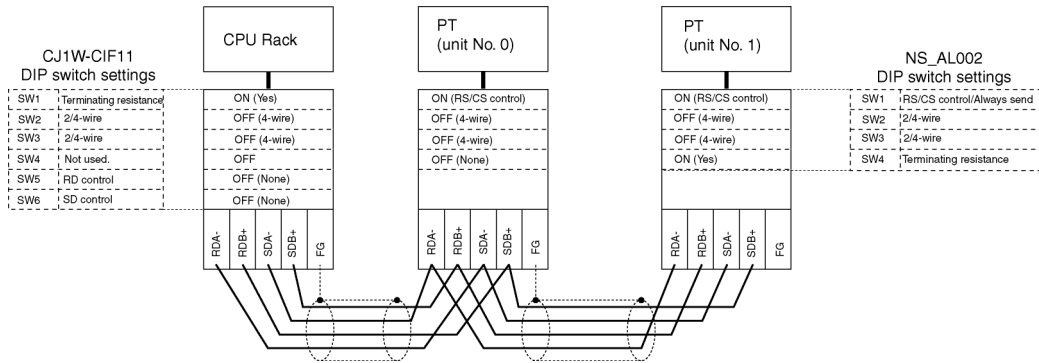 CPU Rack
PT
(unit No. 0)
PT
(unit No. 1)
CJ1W-CIF11
DIP switch settings
SW1 Terminating resistance
SW2 2/4-wire
SW3 2/4-wire
SW4 Not used.
SW5 RD control
SW6 SD control
ON (Yes)
OFF (4-wire)
OFF (4-wire)
OFF
OFF (None)
OFF (None)
RDA- RDB+ SDA- SDB+ FG
ON (RS/CS control)
OFF (4-wire)
OFF (4-wire)
OFF (None)
RDA- RDB+ SDA- SDB+ FG
ON (RS/CS control)
OFF (4-wire)
OFF (4-wire)
ON (Yes)
RDA- RDB+ SDA- SDB+ FG
NS_AL002
DIP switch settings
SW1 RS/CS control/Always send
SW2 2/4-wire
SW3 2/4-wire
SW4 Terminating resistance